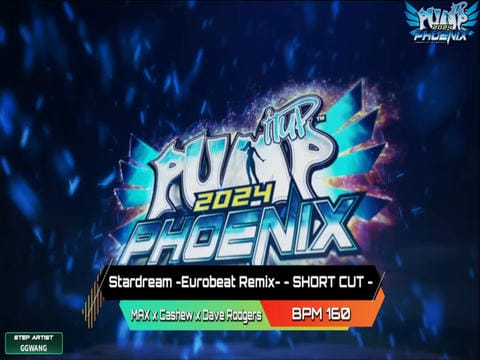 PUMP IT UP
2024
PHOENIX
PUMP IT UP™
2024
PHOENIX
Stardream -Eurobeat Remix- - SHORT CUT -
MAX x Cashew x Dave Rodgers
BPM 160
STEP ARTIST
GGWANG